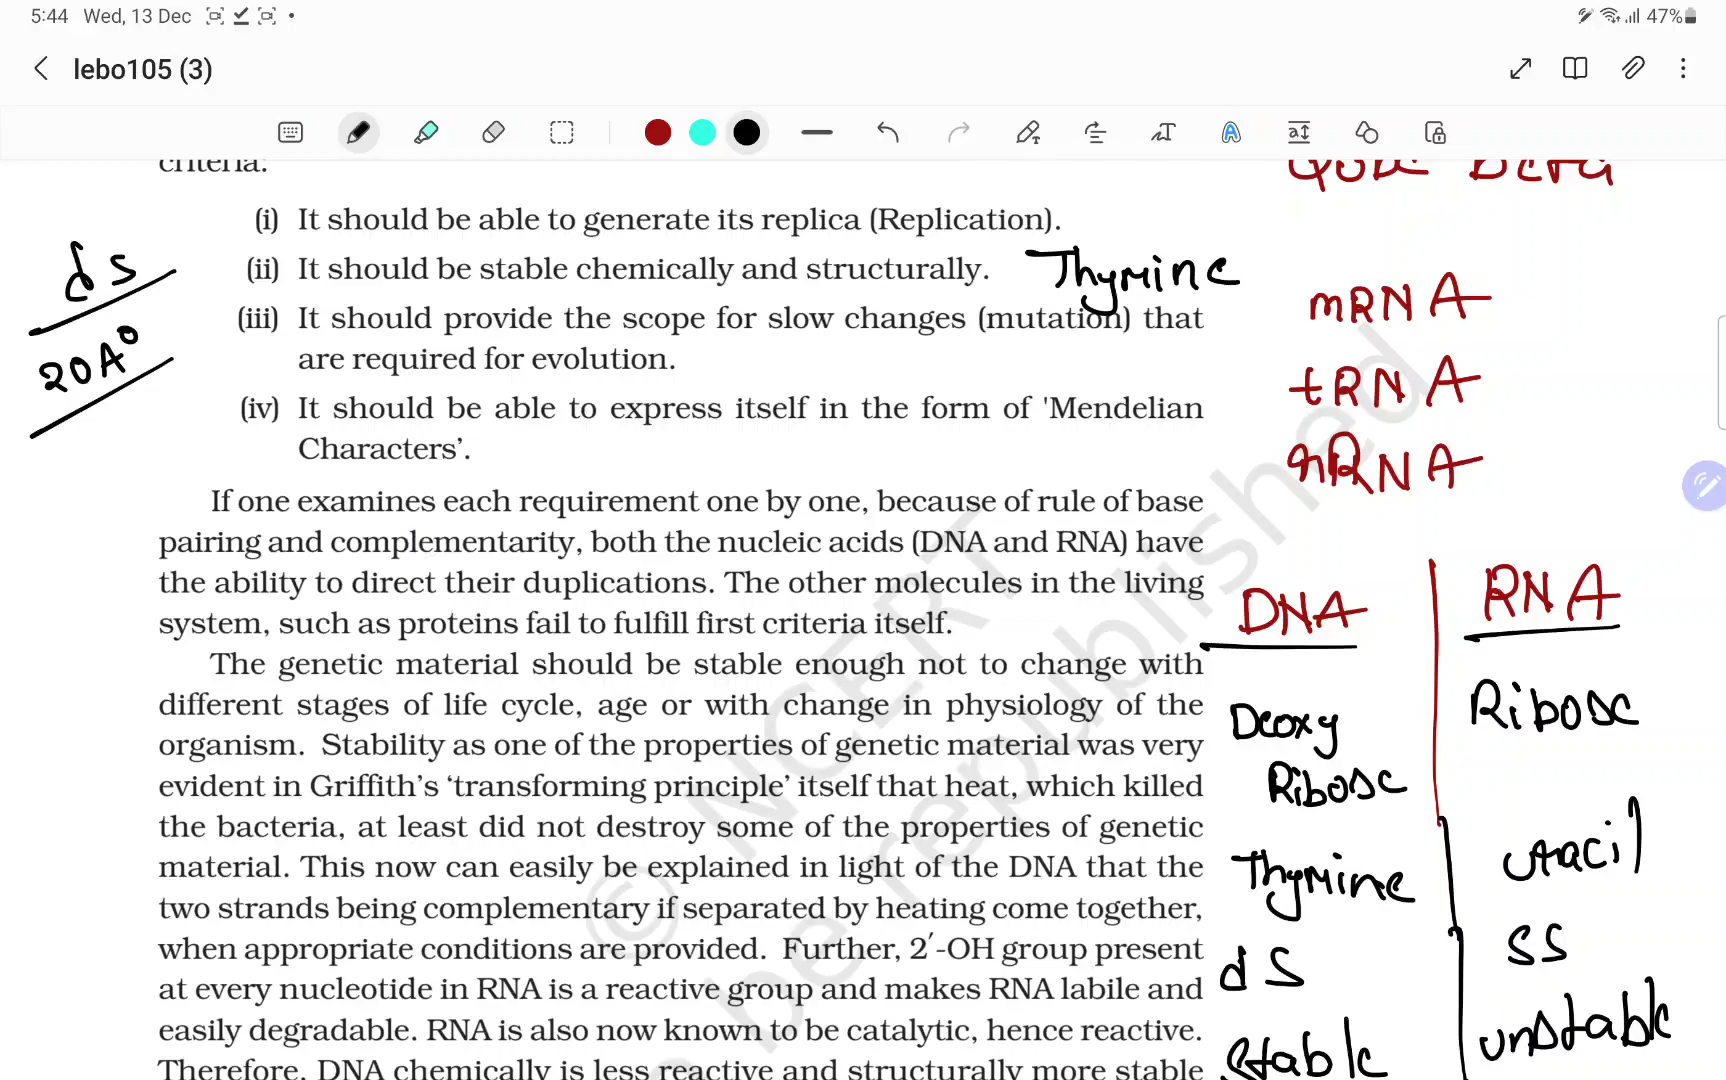 5:44 Wed, 13 Dec
47%
lebo105 (3)
criteria:
(i) It should be able to generate its replica (Replication).
(ii) It should be stable chemically and structurally.
(iii) It should provide the scope for slow changes (mutation) that
are required for evolution.
(iv) It should be able to express itself in the form of 'Mendelian
Characters’.
If one examines each requirement one by one, because of rule of base
pairing and complementarity, both the nucleic acids (DNA and RNA) have
the ability to direct their duplications. The other molecules in the living
system, such as proteins fail to fulfill first criteria itself.
The genetic material should be stable enough not to change with
different stages of life cycle, age or with change in physiology of the
organism. Stability as one of the properties of genetic material was very
evident in Griffith’s ‘transforming principle’ itself that heat, which killed
the bacteria, at least did not destroy some of the properties of genetic
material. This now can easily be explained in light of the DNA that the
two strands being complementary if separated by heating come together,
when appropriate conditions are provided. Further, 2′-OH group present
at every nucleotide in RNA is a reactive group and makes RNA labile and
easily degradable. RNA is also now known to be catalytic, hence reactive.
Therefore, DNA chemically is less reactive and structurally more stable
ds
20A°
Thymine
mRNA
tRNA
rRNA
DNA
RNA
Deoxy
Ribose
Ribose
Thymine
Uracil
ds
ss
Stable
unstable
© NCERT
be republished